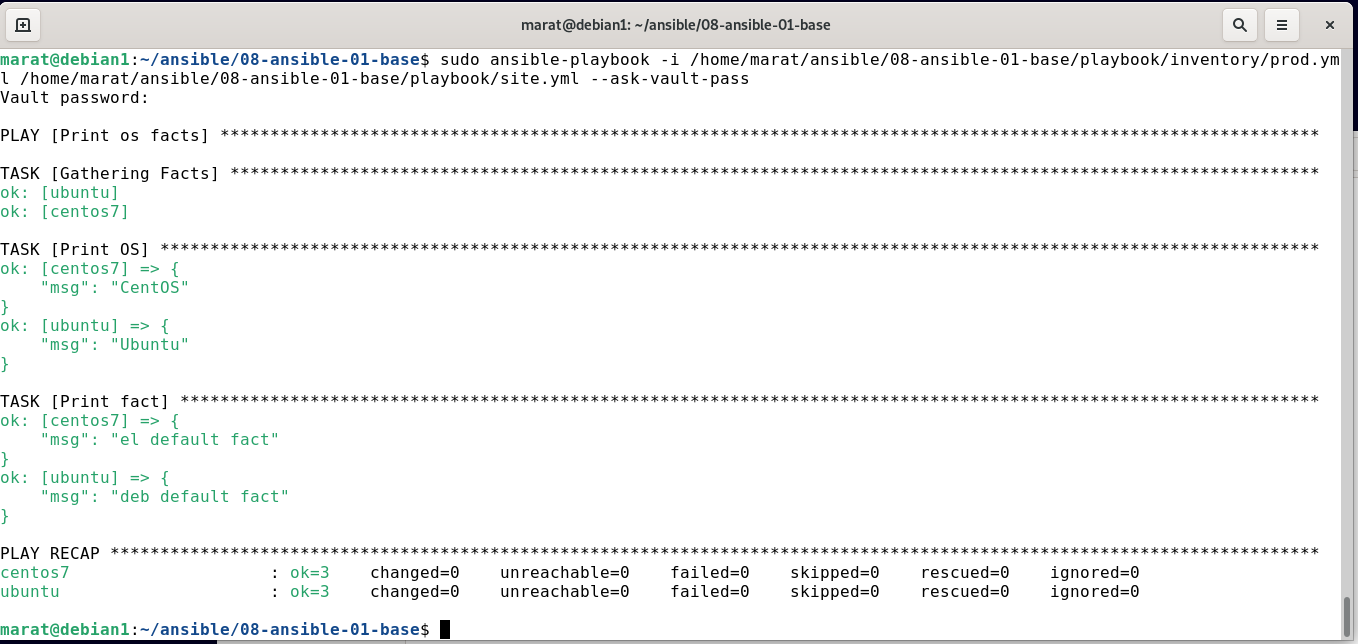 marat@debian1: ~/ansible/08-ansible-01-base
marat@debian1:~/ansible/08-ansible-01-base$ sudo ansible-playbook -i /home/marat/ansible/08-ansible-01-base/playbook/inventory/prod.ym
l /home/marat/ansible/08-ansible-01-base/playbook/site.yml --ask-vault-pass
Vault password:
PLAY [Print os facts] **************************************************************************************************************
TASK [Gathering Facts] *************************************************************************************************************
ok: [ubuntu]
ok: [centos7]
TASK [Print OS] ********************************************************************************************************************
ok: [centos7] => {
    "msg": "CentOS"
}
ok: [ubuntu] => {
    "msg": "Ubuntu"
}
TASK [Print fact] ******************************************************************************************************************
ok: [centos7] => {
    "msg": "el default fact"
}
ok: [ubuntu] => {
    "msg": "deb default fact"
}
PLAY RECAP *************************************************************************************************************************
centos7                    : ok=3    changed=0    unreachable=0    failed=0    skipped=0    rescued=0    ignored=0
ubuntu                     : ok=3    changed=0    unreachable=0    failed=0    skipped=0    rescued=0    ignored=0
marat@debian1:~/ansible/08-ansible-01-base$